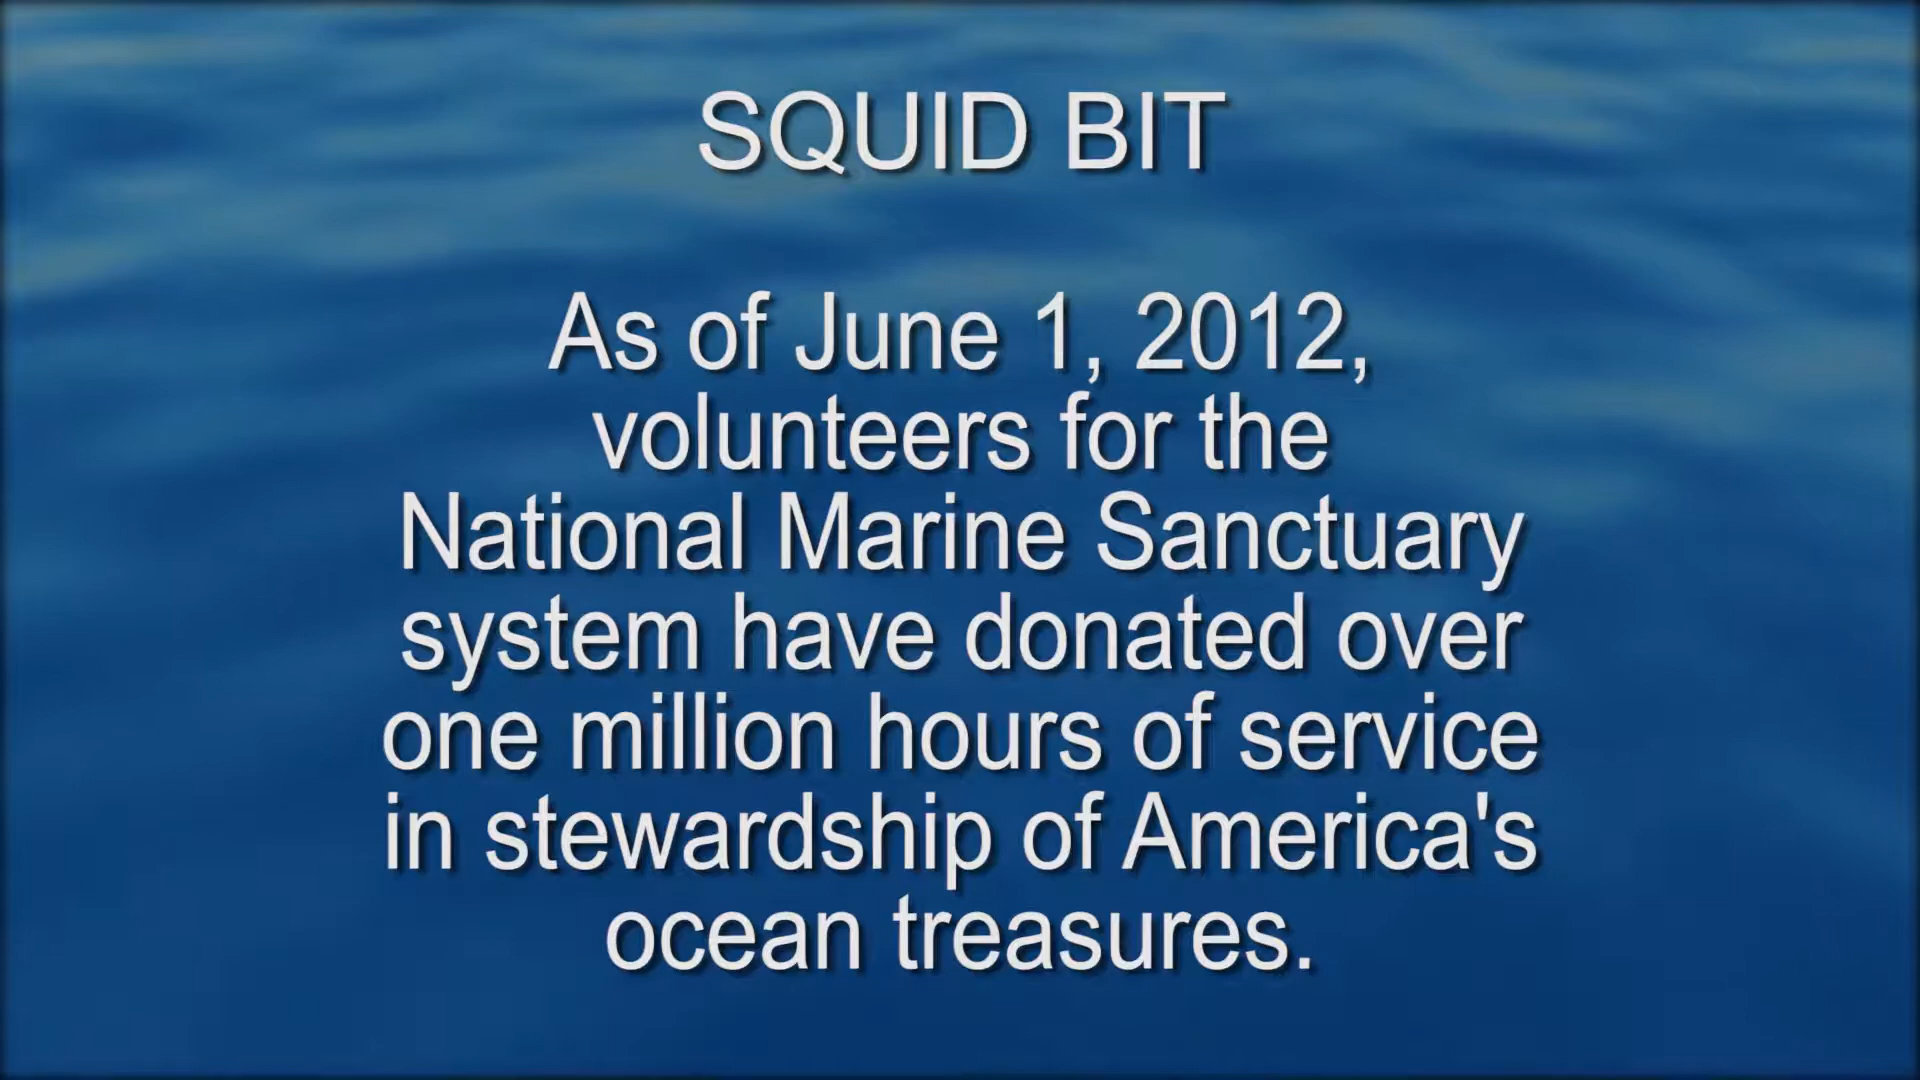 SQUID BIT
As of June 1, 2012,
volunteers for the
National Marine Sanctuary
system have donated over
one million hours of service
in stewardship of America's
ocean treasures.